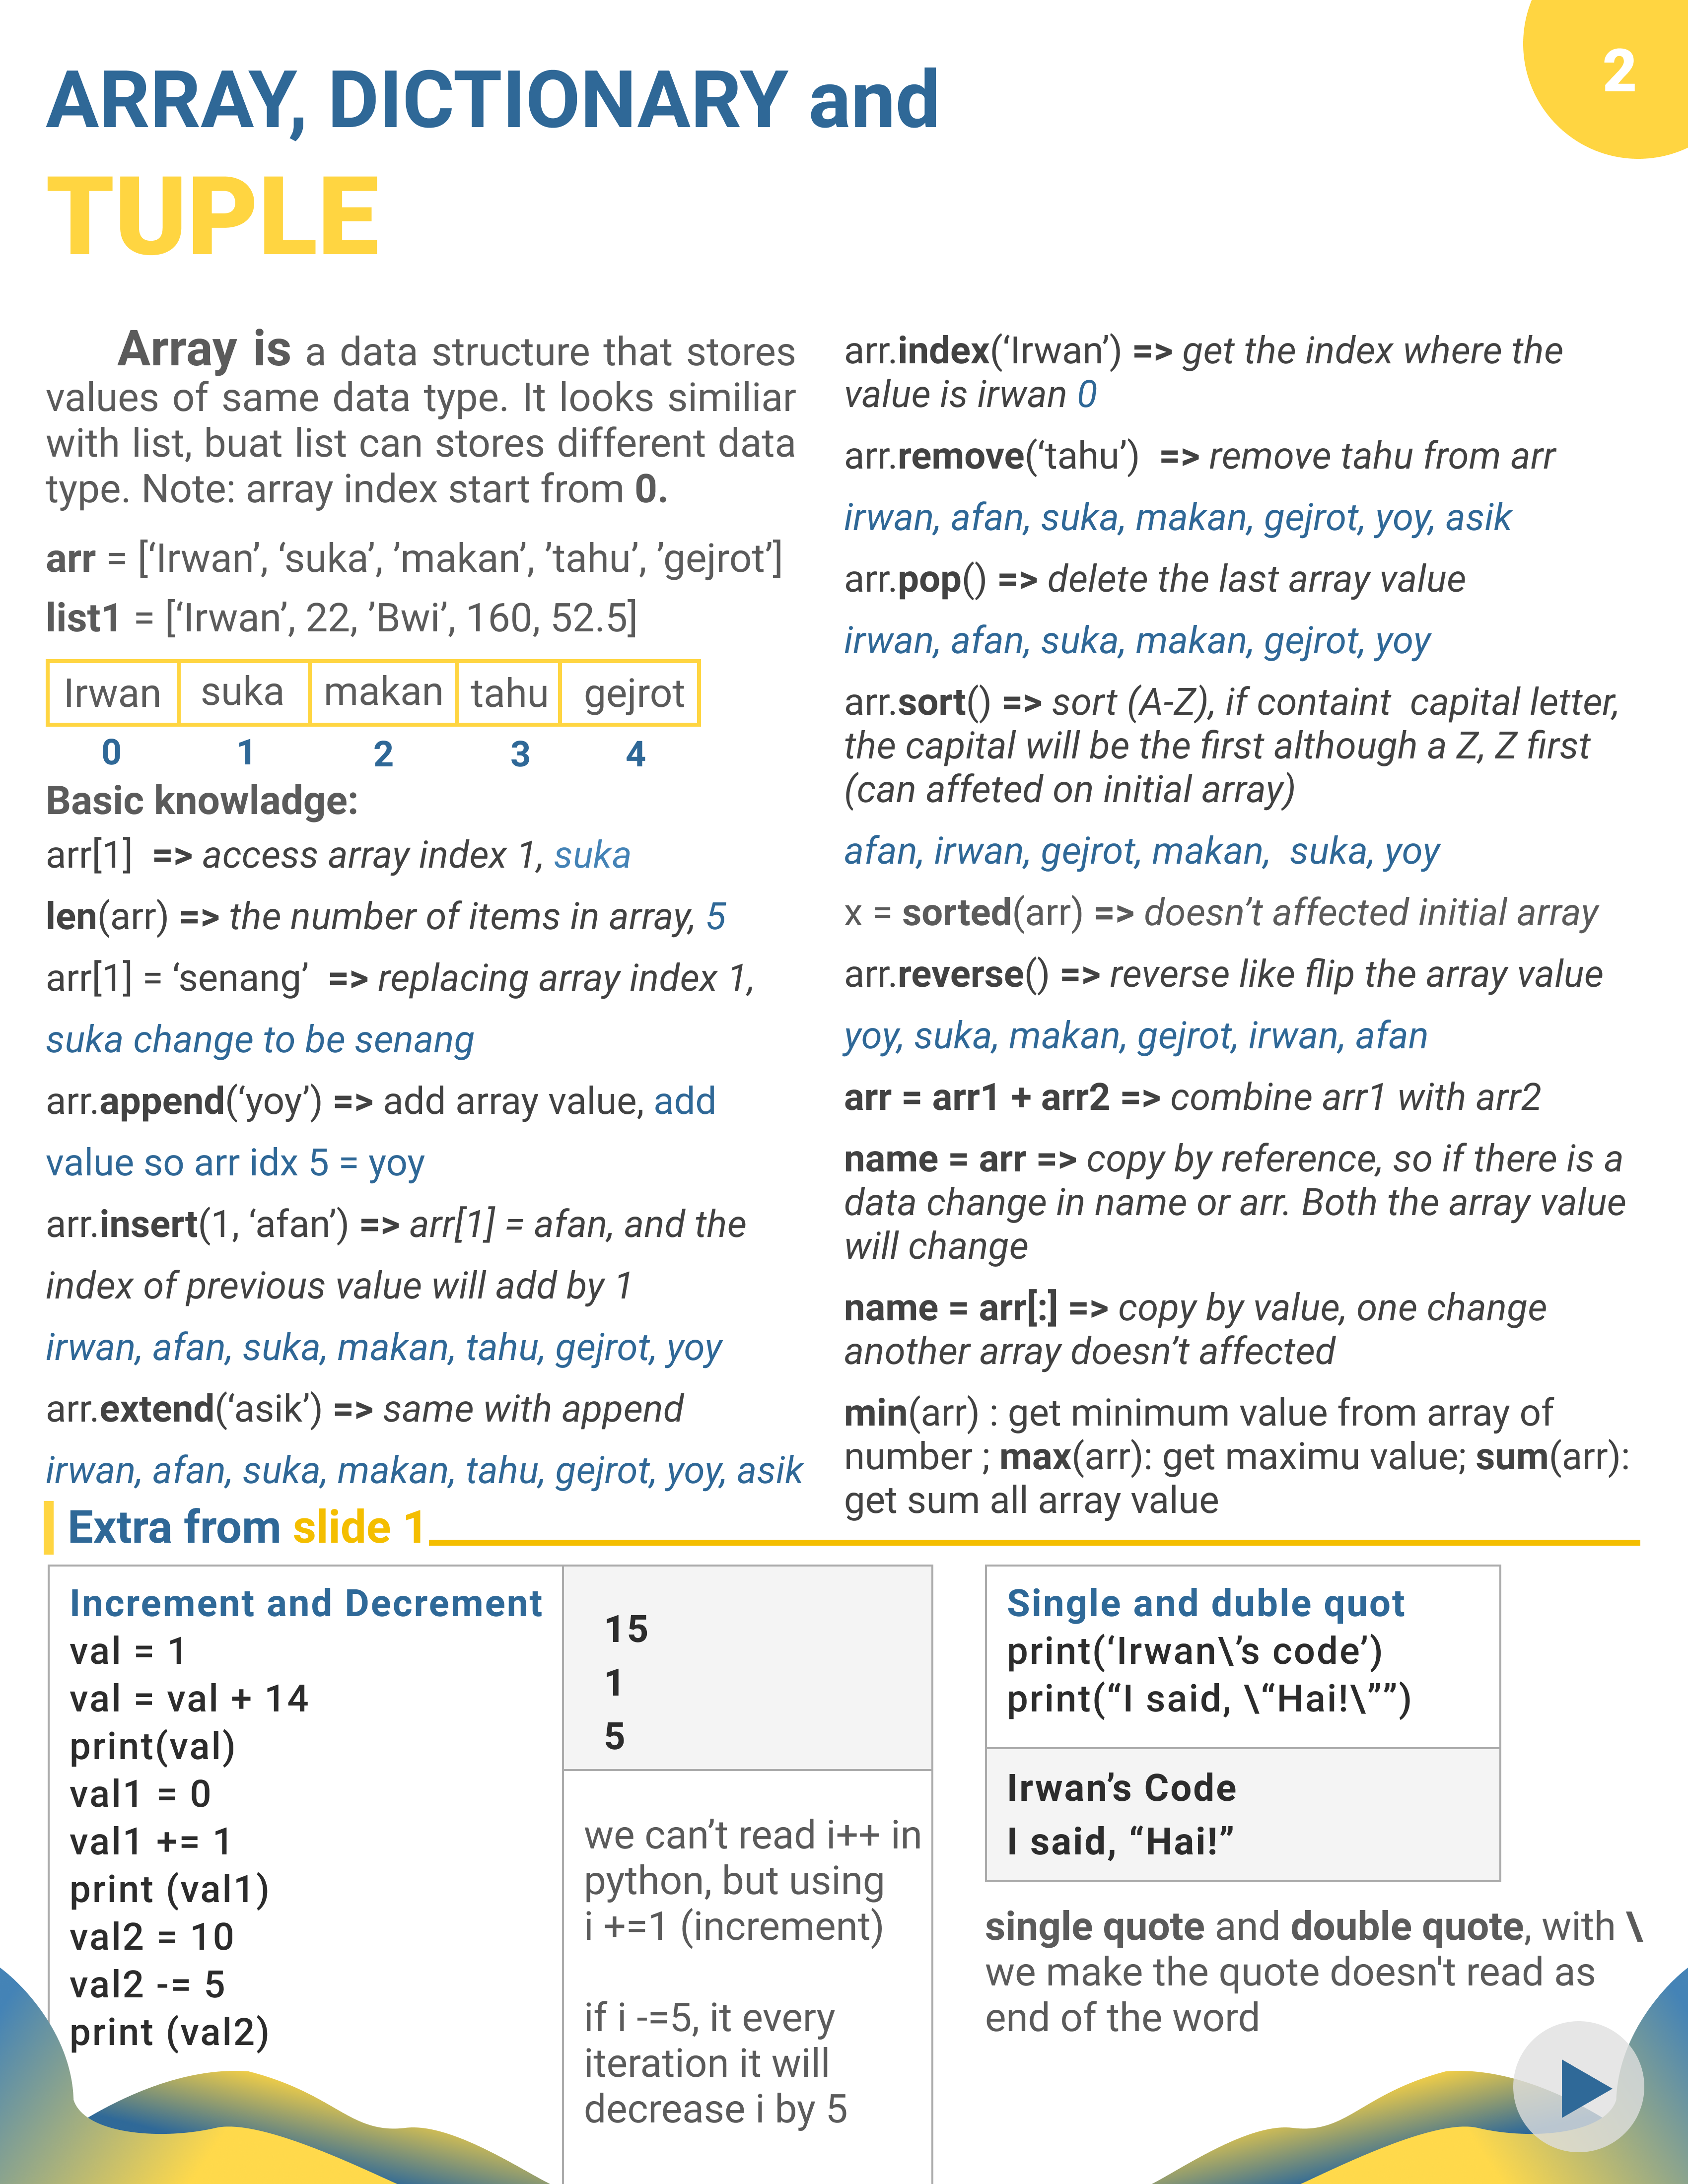 2
ARRAY, DICTIONARY and
TUPLE
Array is a data structure that stores
values of same data type. It looks similiar
with list, buat list can stores different data
type. Note: array index start from 0.
arr = [‘Irwan’, ‘suka’, ’makan’, ’tahu’, ’gejrot’]
list1 = [‘Irwan’, 22, ’Bwi’, 160, 52.5]
Irwan suka makan tahu gejrot
0 1 2 3 4
Basic knowladge:
arr[1] => access array index 1, suka
len(arr) => the number of items in array, 5
arr[1] = ‘senang’ => replacing array index 1,
suka change to be senang
arr.append(‘yoy’) => add array value, add
value so arr idx 5 = yoy
arr.insert(1, ‘afan’) => arr[1] = afan, and the
index of previous value will add by 1
irwan, afan, suka, makan, tahu, gejrot, yoy
arr.extend(‘asik’) => same with append
irwan, afan, suka, makan, tahu, gejrot, yoy, asik
arr.index(‘Irwan’) => get the index where the
value is irwan 0
arr.remove(‘tahu’) => remove tahu from arr
irwan, afan, suka, makan, gejrot, yoy, asik
arr.pop() => delete the last array value
irwan, afan, suka, makan, gejrot, yoy
arr.sort() => sort (A-Z), if containt capital letter,
the capital will be the first although a Z, Z first
(can affeted on initial array)
afan, irwan, gejrot, makan, suka, yoy
x = sorted(arr) => doesn’t affected initial array
arr.reverse() => reverse like flip the array value
yoy, suka, makan, gejrot, irwan, afan
arr = arr1 + arr2 => combine arr1 with arr2
name = arr => copy by reference, so if there is a
data change in name or arr. Both the array value
will change
name = arr[:] => copy by value, one change
another array doesn’t affected
min(arr) : get minimum value from array of
number ; max(arr): get maximu value; sum(arr):
get sum all array value
Extra from slide 1
Increment and Decrement
val = 1
val = val + 14
print(val)
val1 = 0
val1 += 1
print (val1)
val2 = 10
val2 -= 5
print (val2)
15
1
5
we can’t read i++ in
python, but using
i +=1 (increment)
if i -=5, it every
iteration it will
decrease i by 5
Single and duble quot
print(‘Irwan\’s code’)
print(“I said, \“Hai!\””)
Irwan’s Code
I said, “Hai!”
single quote and double quote, with \
we make the quote doesn't read as
end of the word